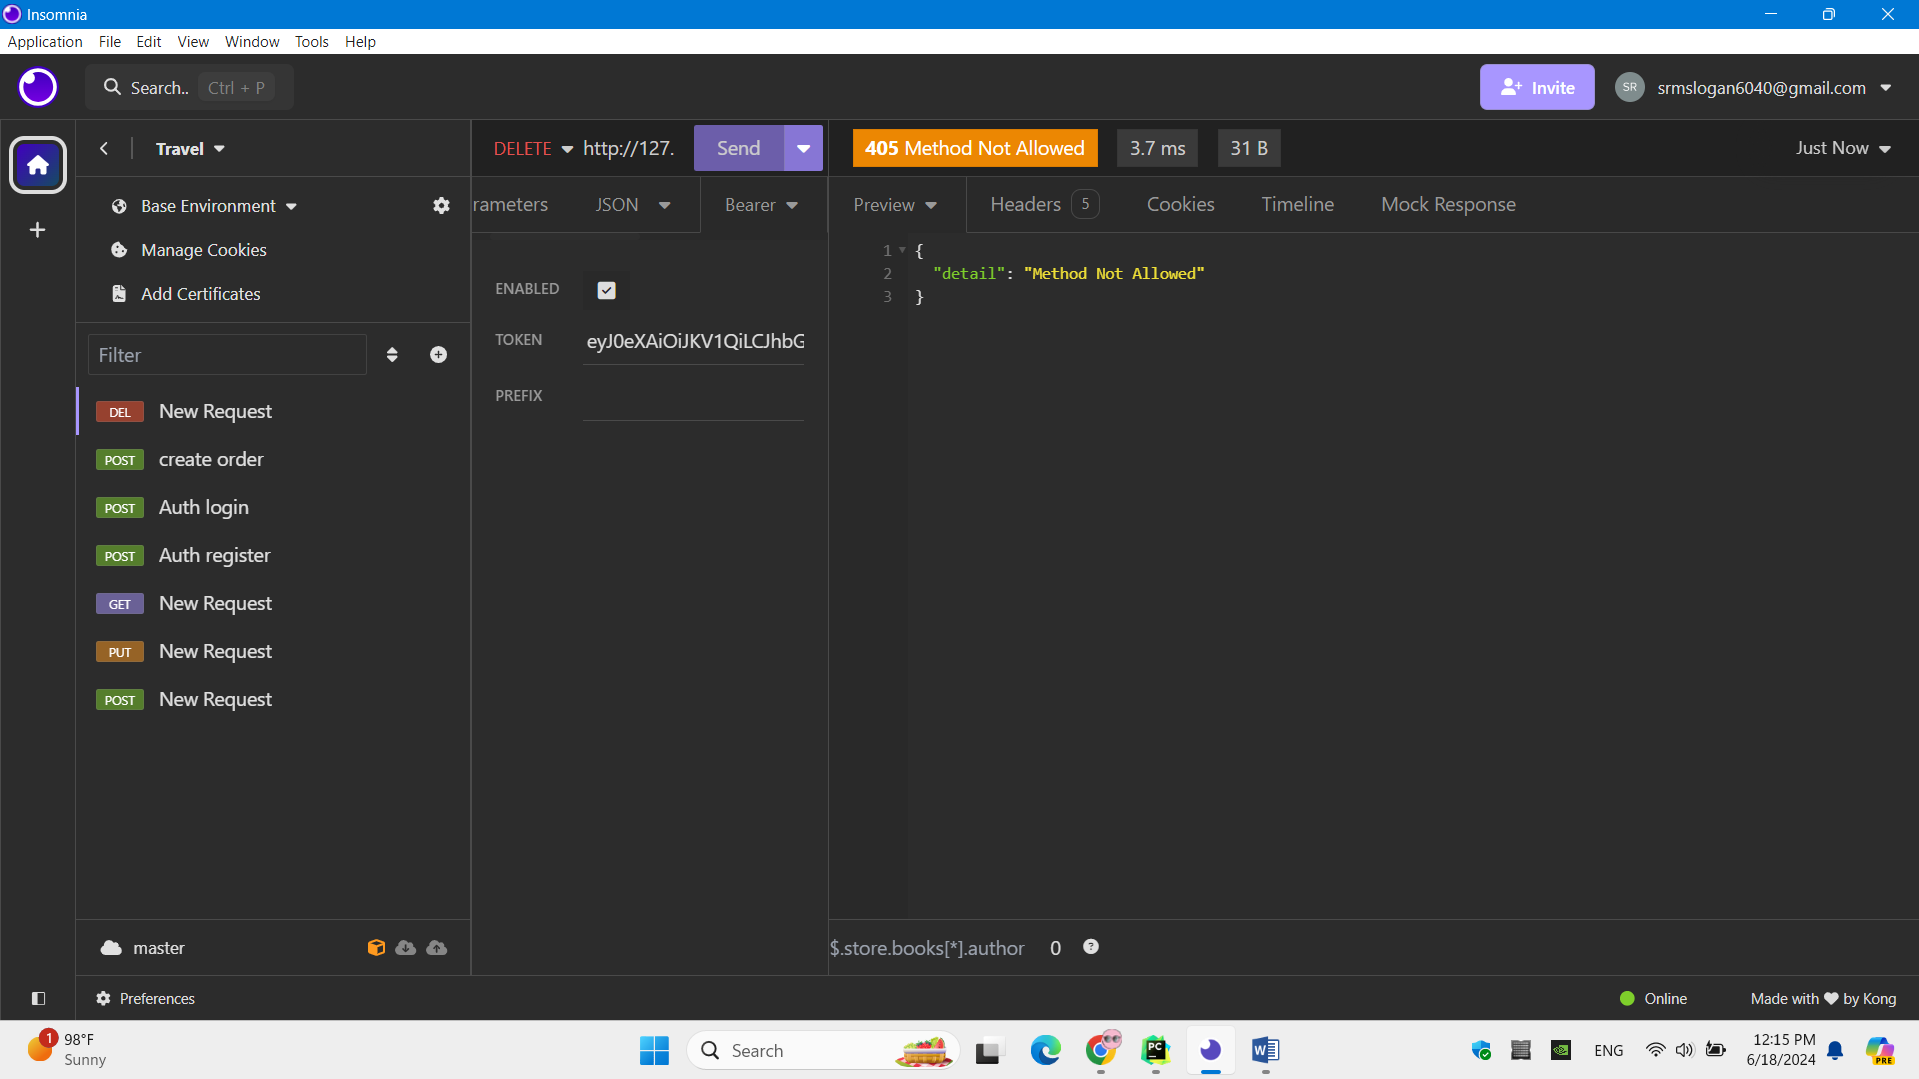 Insomnia
Application File Edit View Window Tools Help
Search.. Ctrl + P
Invite
SR srmslogan6040@gmail.com
Travel
DELETE http://127. Send
405 Method Not Allowed 3.7 ms 31 B Just Now
Base Environment
rameters JSON Bearer
Preview Headers 5 Cookies Timeline Mock Response
Manage Cookies
Add Certificates
Filter
DEL New Request
POST create order
POST Auth login
POST Auth register
GET New Request
PUT New Request
POST New Request
ENABLED
TOKEN eyJ0eXAiOiJKV1QiLCJhbG
PREFIX
1 {
2 "detail": "Method Not Allowed"
3 }
master
$.store.books[*].author 0 ?
Preferences
Online Made with ❤ by Kong
1
98°F
Sunny
Search
PC
W
ENG
12:15 PM
6/18/2024
PRE